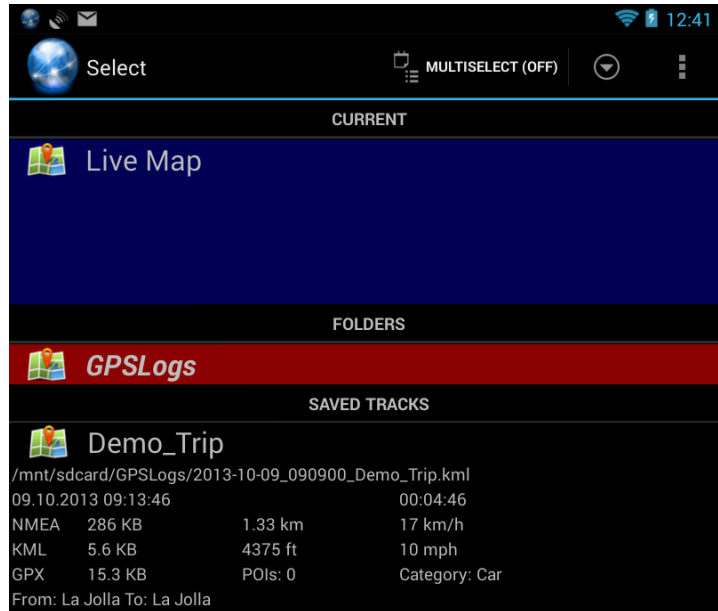 12:41
Select MULTISELECT (OFF)
CURRENT
Live Map
FOLDERS
GPSLogs
SAVED TRACKS
Demo_Trip
/mnt/sdcard/GPSLogs/2013-10-09_090900_Demo_Trip.kml
09.10.2013 09:13:46 00:04:46
NMEA 286 KB 1.33 km 17 km/h
KML 5.6 KB 4375 ft 10 mph
GPX 15.3 KB POIs: 0 Category: Car
From: La Jolla To: La Jolla